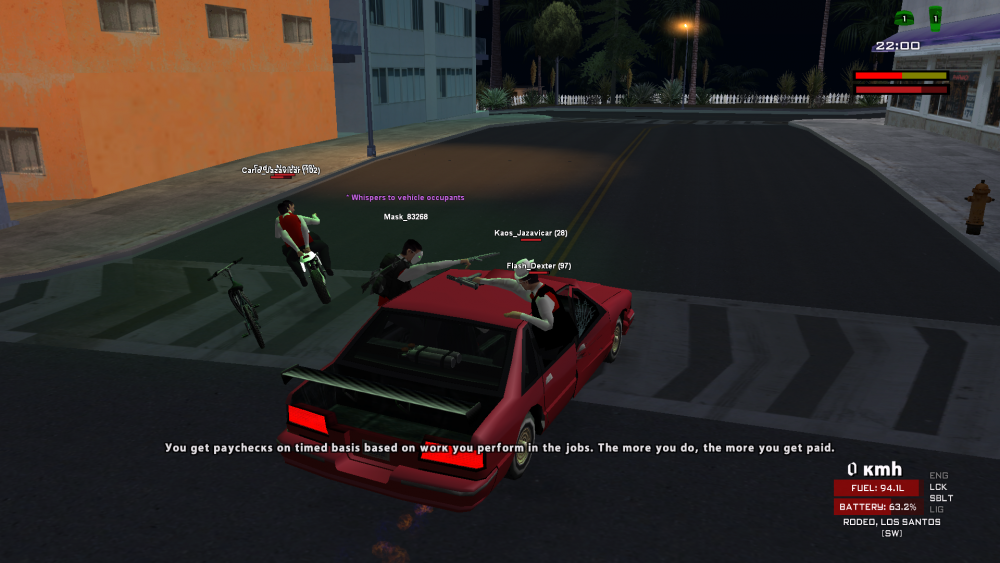 1
1
22:00
Carlo_Jazavicar (102)
* Whispers to vehicle occupants
Mask_83268
Kaos_Jazavicar (28)
Flash_Dexter (97)
You get paychecks on timed basis based on work you perform in the jobs. The more you do, the more you get paid.
0 kmh
ENG
FUEL: 94.1L
LCK
SBLT
BATTERY: 63.2%
LIG
RODEO, LOS SANTOS
(SW)